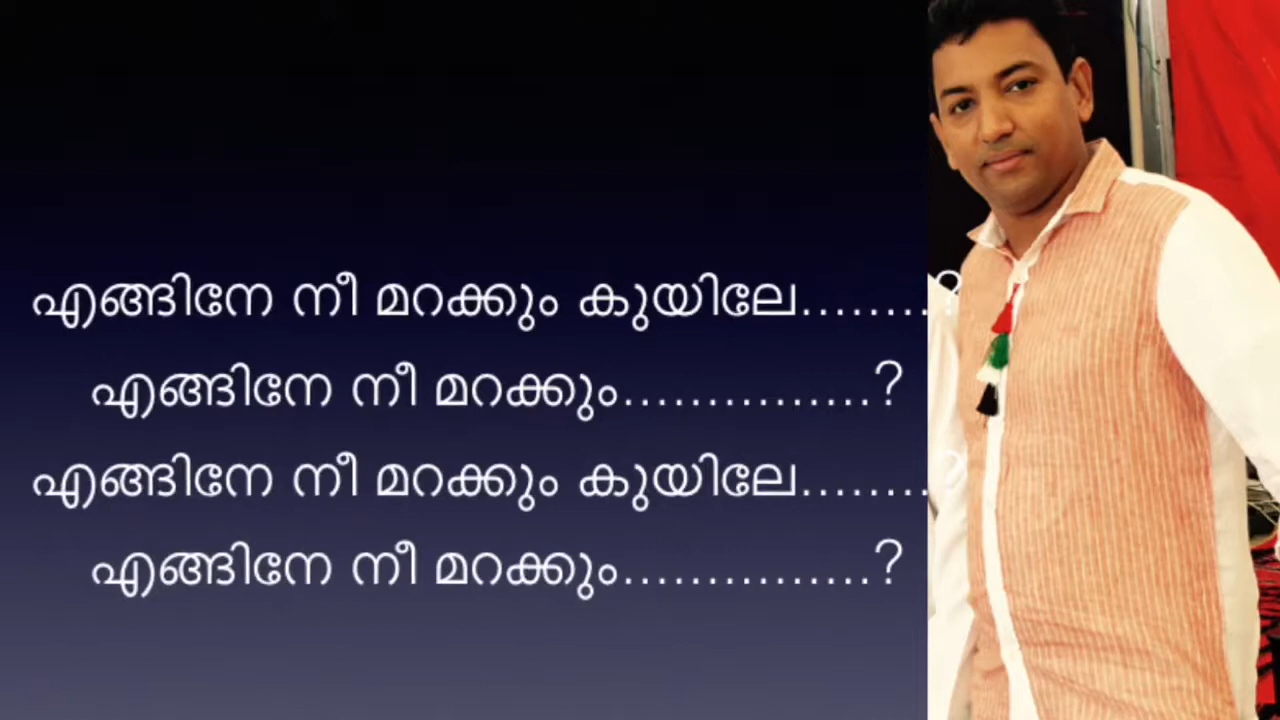 എങ്ങിനേ നീ മറക്കും കുയിലേ........?
എങ്ങിനേ നീ മറക്കും...............?
എങ്ങിനേ നീ മറക്കും കുയിലേ........?
എങ്ങിനേ നീ മറക്കും...............?